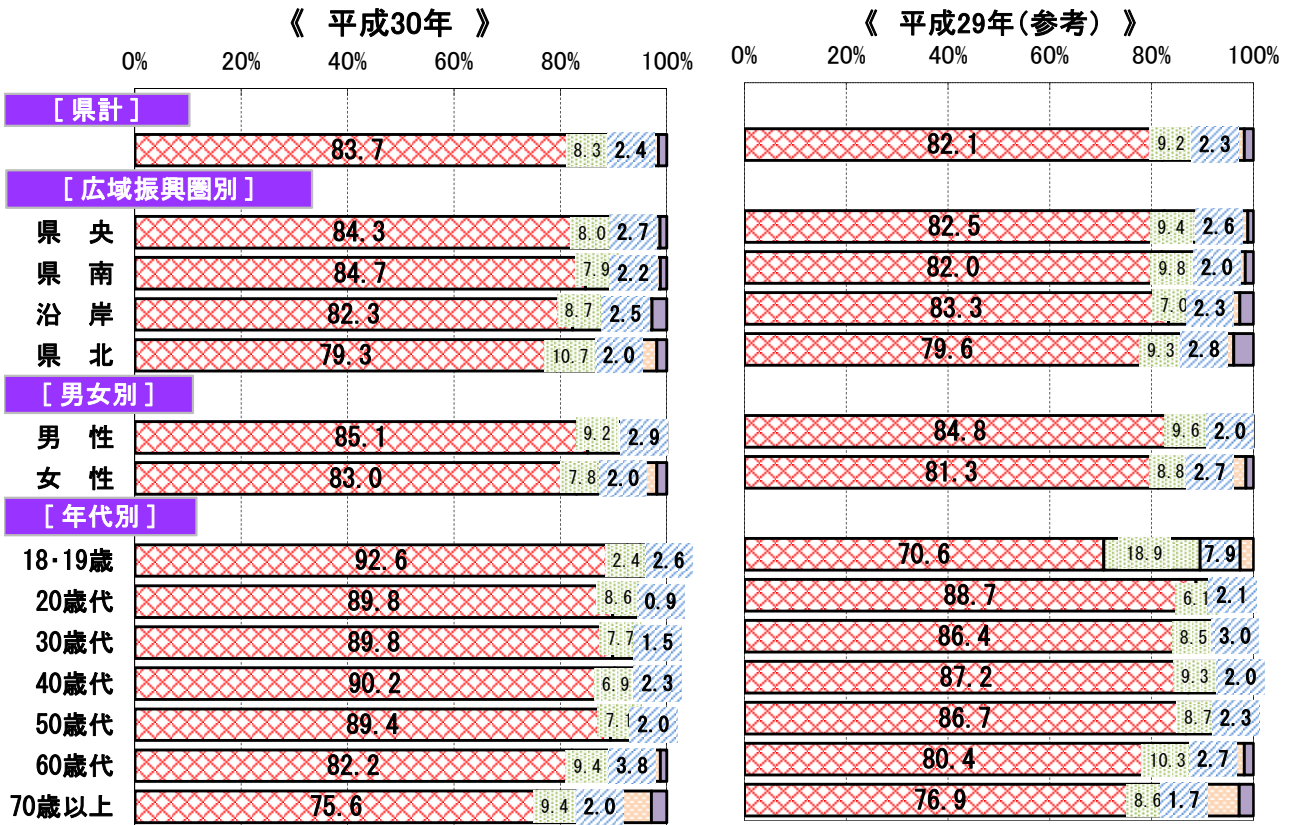 《 平成30年 》
《 平成29年(参考) 》
0% 20% 40% 60% 80% 100%
0% 20% 40% 60% 80% 100%
[ 県計 ]
83.7 8.3 2.4
82.1 9.2 2.3
[ 広域振興圏別 ]
県 央 84.3 8.0 2.7
82.5 9.4 2.6
県 南 84.7 7.9 2.2
82.0 9.8 2.0
沿 岸 82.3 8.7 2.5
83.3 7.0 2.3
県 北 79.3 10.7 2.0
79.6 9.3 2.8
[ 男女別 ]
男 性 85.1 9.2 2.9
84.8 9.6 2.0
女 性 83.0 7.8 2.0
81.3 8.8 2.7
[ 年代別 ]
18・19歳 92.6 2.4 2.6
70.6 18.9 7.9
20歳代 89.8 8.6 0.9
88.7 6.1 2.1
30歳代 89.8 7.7 1.5
86.4 8.5 3.0
40歳代 90.2 6.9 2.3
87.2 9.3 2.0
50歳代 89.4 7.1 2.0
86.7 8.7 2.3
60歳代 82.2 9.4 3.8
80.4 10.3 2.7
70歳以上 75.6 9.4 2.0
76.9 8.6 1.7